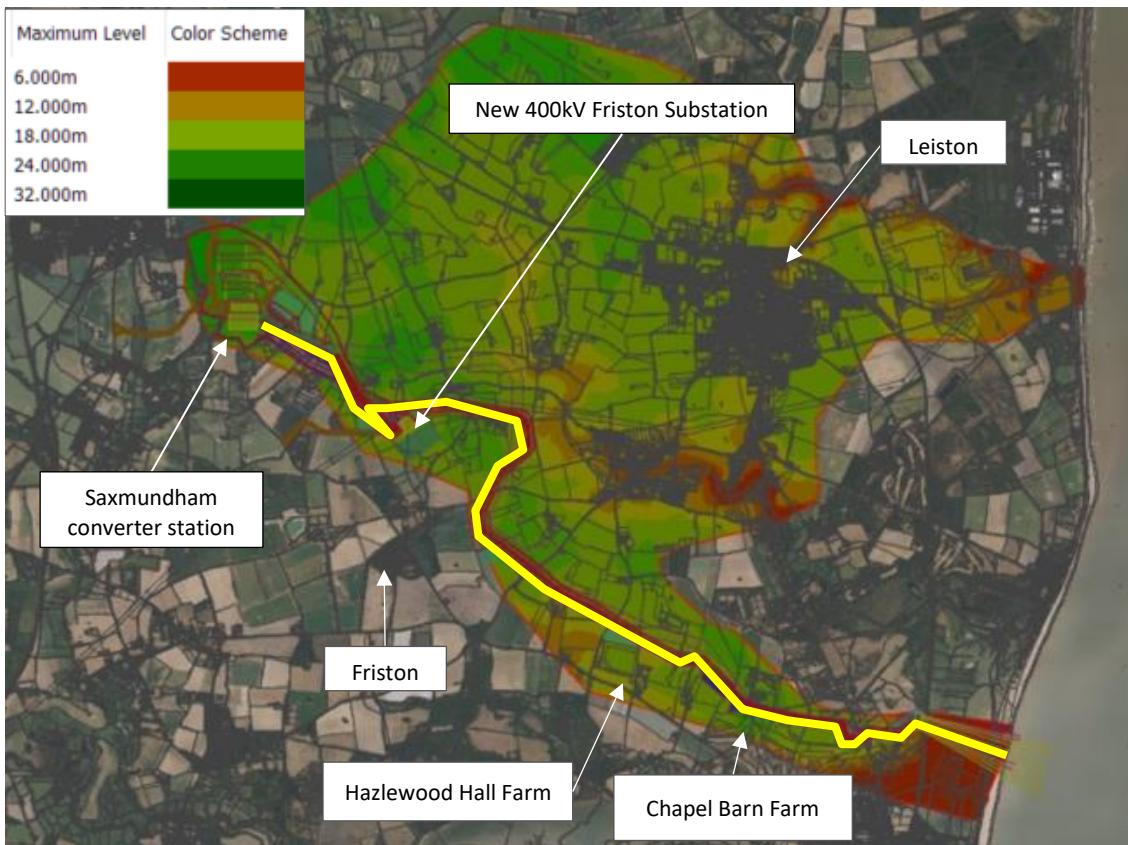 Maximum Level Color Scheme
6.000m
12.000m
18.000m
24.000m
32.000m
New 400kV Friston Substation
Leiston
Saxmundham
converter station
Friston
Hazlewood Hall Farm
Chapel Barn Farm